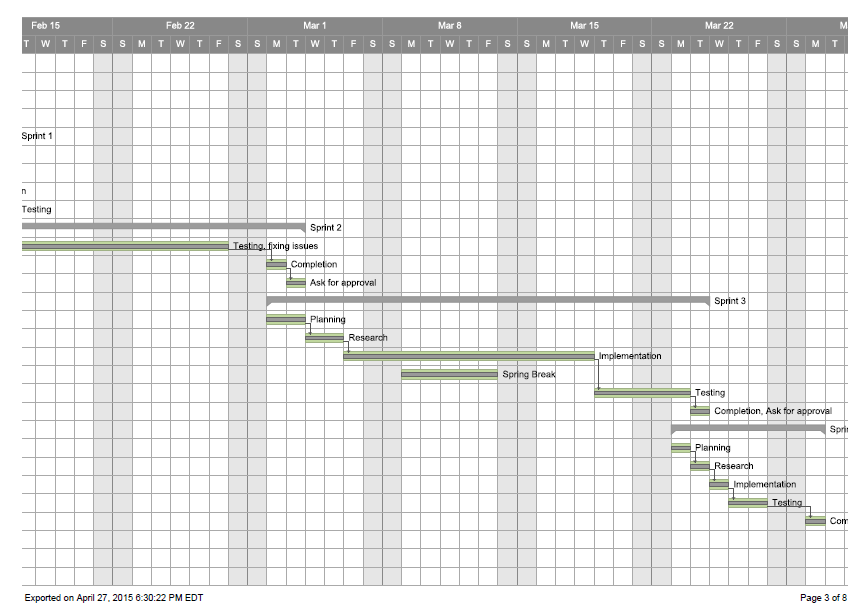 Feb 15 Feb 22 Mar 1 Mar 8 Mar 15 Mar 22 M
T W T F S S M T W T F S S M T W T F S S M T W T F S S M T W T F S S M T W T F S S M T
Sprint 1
n
Testing
Sprint 2
Testing, fixing issues
Completion
Ask for approval
Sprint 3
Planning
Research
Implementation
Spring Break
Testing
Completion, Ask for approval
Sprin
Planning
Research
Implementation
Testing
Com
Exported on April 27, 2015 6:30:22 PM EDT Page 3 of 8